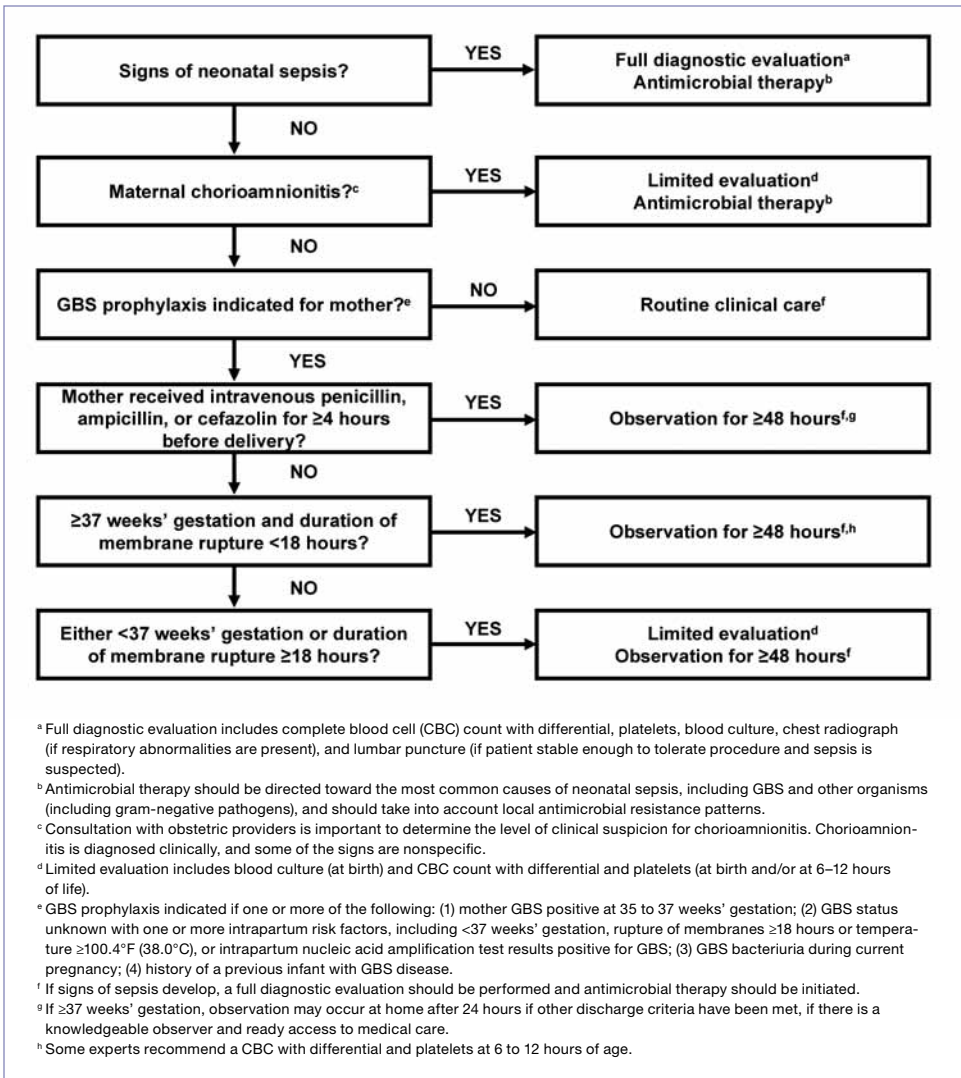 Signs of neonatal sepsis?
YES
Full diagnostic evaluationᵃ
Antimicrobial therapyᵇ
NO
Maternal chorioamnionitis?ᶜ
YES
Limited evaluationᵈ
Antimicrobial therapyᵇ
NO
GBS prophylaxis indicated for mother?ᵉ
NO
Routine clinical careᶠ
YES
Mother received intravenous penicillin,
ampicillin, or cefazolin for ≥4 hours
before delivery?
YES
Observation for ≥48 hoursᶠ,ᵍ
NO
≥37 weeks' gestation and duration of
membrane rupture <18 hours?
YES
Observation for ≥48 hoursᶠ,ʰ
NO
Either <37 weeks' gestation or duration
of membrane rupture ≥18 hours?
YES
Limited evaluationᵈ
Observation for ≥48 hoursᶠ
ᵃ Full diagnostic evaluation includes complete blood cell (CBC) count with differential, platelets, blood culture, chest radiograph
(if respiratory abnormalities are present), and lumbar puncture (if patient stable enough to tolerate procedure and sepsis is
suspected).
ᵇ Antimicrobial therapy should be directed toward the most common causes of neonatal sepsis, including GBS and other organisms
(including gram-negative pathogens), and should take into account local antimicrobial resistance patterns.
ᶜ Consultation with obstetric providers is important to determine the level of clinical suspicion for chorioamnionitis. Chorioamnion-
itis is diagnosed clinically, and some of the signs are nonspecific.
ᵈ Limited evaluation includes blood culture (at birth) and CBC count with differential and platelets (at birth and/or at 6–12 hours
of life).
ᵉ GBS prophylaxis indicated if one or more of the following: (1) mother GBS positive at 35 to 37 weeks' gestation; (2) GBS status
unknown with one or more intrapartum risk factors, including <37 weeks' gestation, rupture of membranes ≥18 hours or tempera-
ture ≥100.4°F (38.0°C), or intrapartum nucleic acid amplification test results positive for GBS; (3) GBS bacteriuria during current
pregnancy; (4) history of a previous infant with GBS disease.
ᶠ If signs of sepsis develop, a full diagnostic evaluation should be performed and antimicrobial therapy should be initiated.
ᵍ If ≥37 weeks' gestation, observation may occur at home after 24 hours if other discharge criteria have been met, if there is a
knowledgeable observer and ready access to medical care.
ʰ Some experts recommend a CBC with differential and platelets at 6 to 12 hours of age.